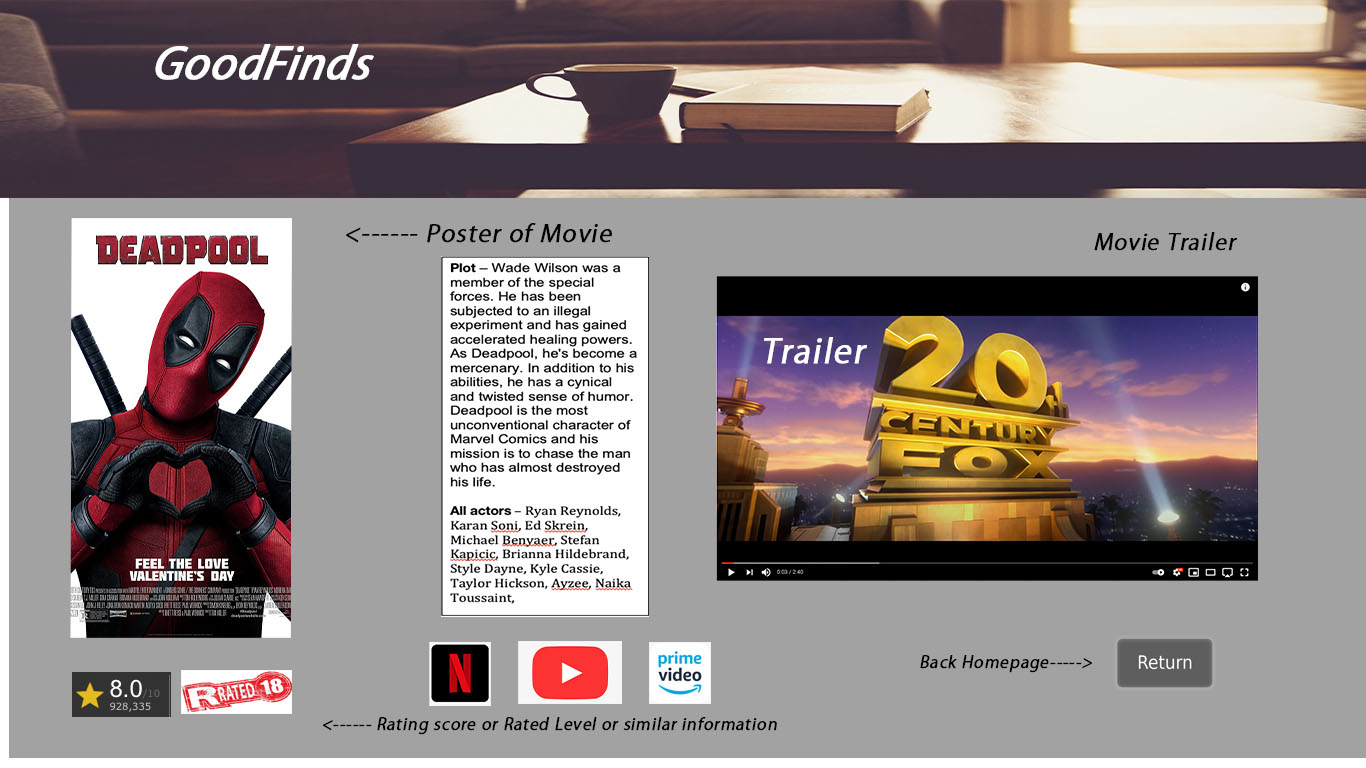 GoodFinds
<------ Poster of Movie
Movie Trailer
DEADPOOL
FEEL THE LOVE
VALENTINE'S DAY
Plot – Wade Wilson was a
member of the special
forces. He has been
subjected to an illegal
experiment and has gained
accelerated healing powers.
As Deadpool, he's become a
mercenary. In addition to his
abilities, he has a cynical
and twisted sense of humor.
Deadpool is the most
unconventional character of
Marvel Comics and his
mission is to chase the man
who has almost destroyed
his life.
All actors – Ryan Reynolds,
Karan Soni, Ed Skrein,
Michael Benyaer, Stefan
Kapicic, Brianna Hildebrand,
Style Dayne, Kyle Cassie,
Taylor Hickson, Ayzee, Naika
Toussaint,
Trailer
20th
CENTURY
FOX
0:03 / 2:40
8.0/10
928,335
R RATED 18
N
prime
video
Back Homepage----->
Return
<------ Rating score or Rated Level or similar information